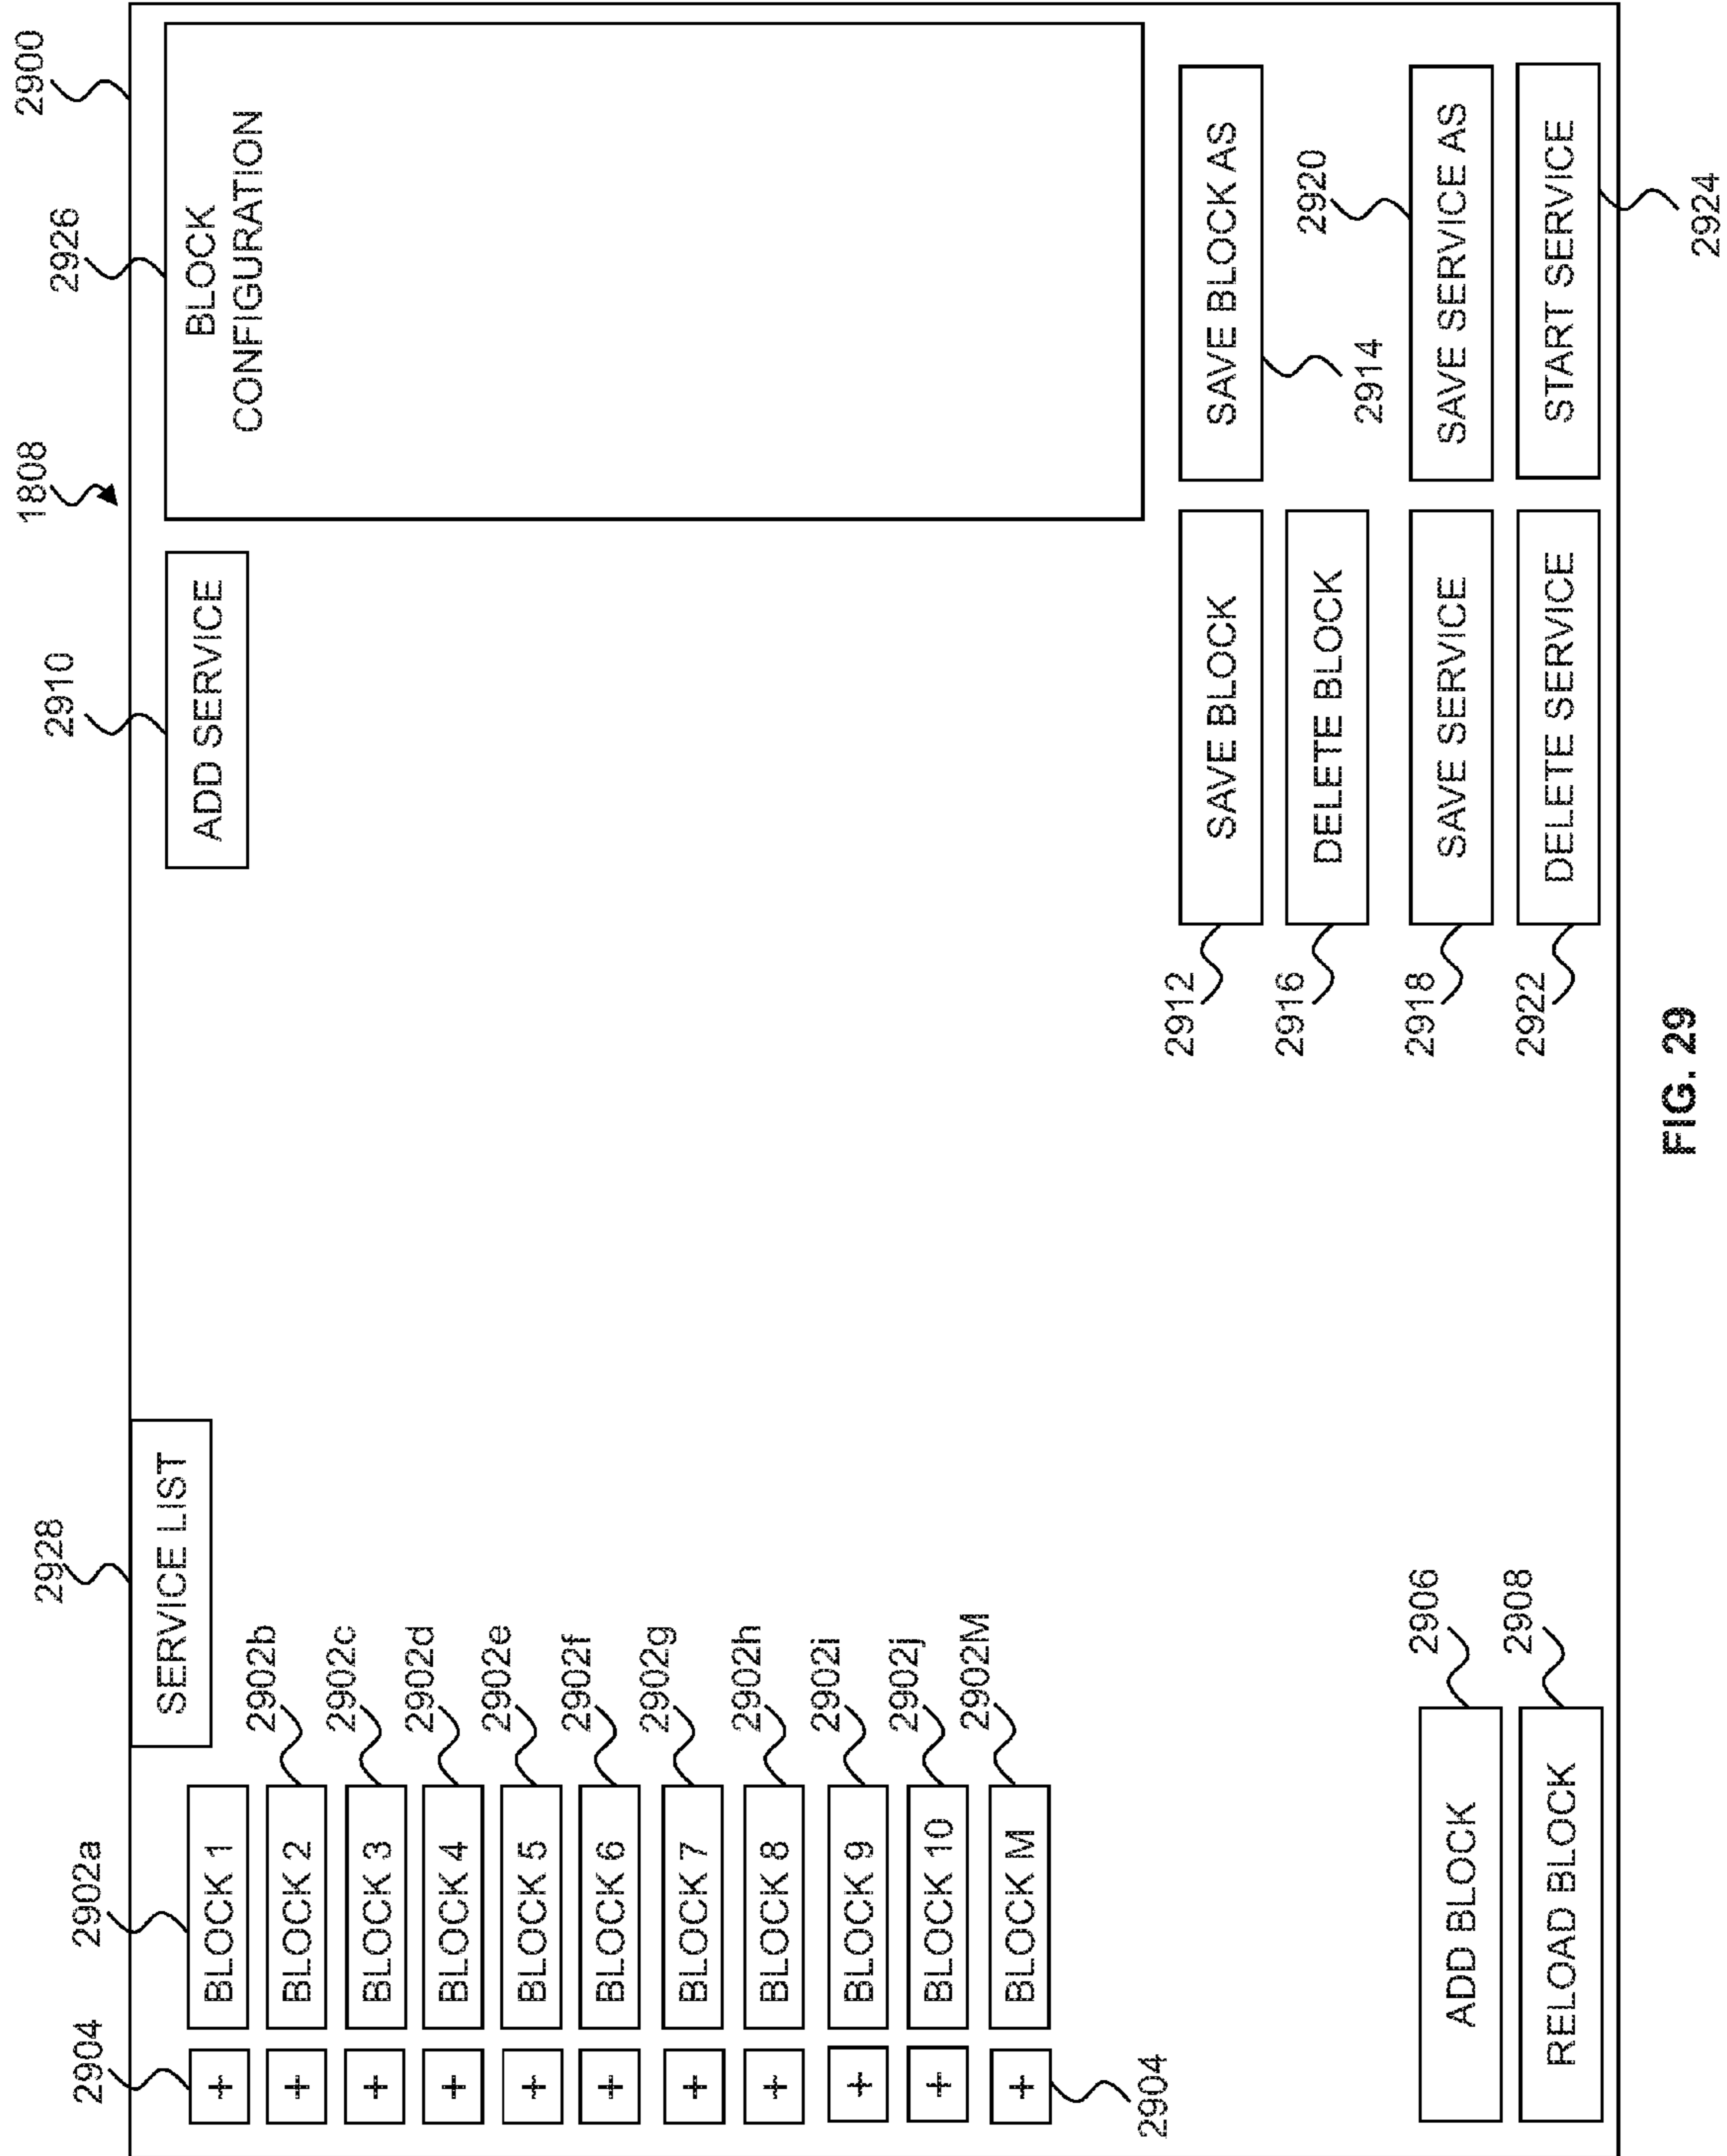 1808
2900
2928
2910
2926
SERVICE LIST
ADD SERVICE
BLOCK
CONFIGURATION
2904
2902a
+
BLOCK 1
2902b
+
BLOCK 2
2902c
+
BLOCK 3
2902d
+
BLOCK 4
2902e
+
BLOCK 5
2902f
+
BLOCK 6
2902g
+
BLOCK 7
2902h
+
BLOCK 8
2902i
+
BLOCK 9
2902j
+
BLOCK 10
2902M
+
BLOCK M
2904
2912
SAVE BLOCK
SAVE BLOCK AS
2916
DELETE BLOCK
2914
2920
2906
ADD BLOCK
2918
SAVE SERVICE
SAVE SERVICE AS
2908
RELOAD BLOCK
2922
DELETE SERVICE
START SERVICE
2924
FIG. 29